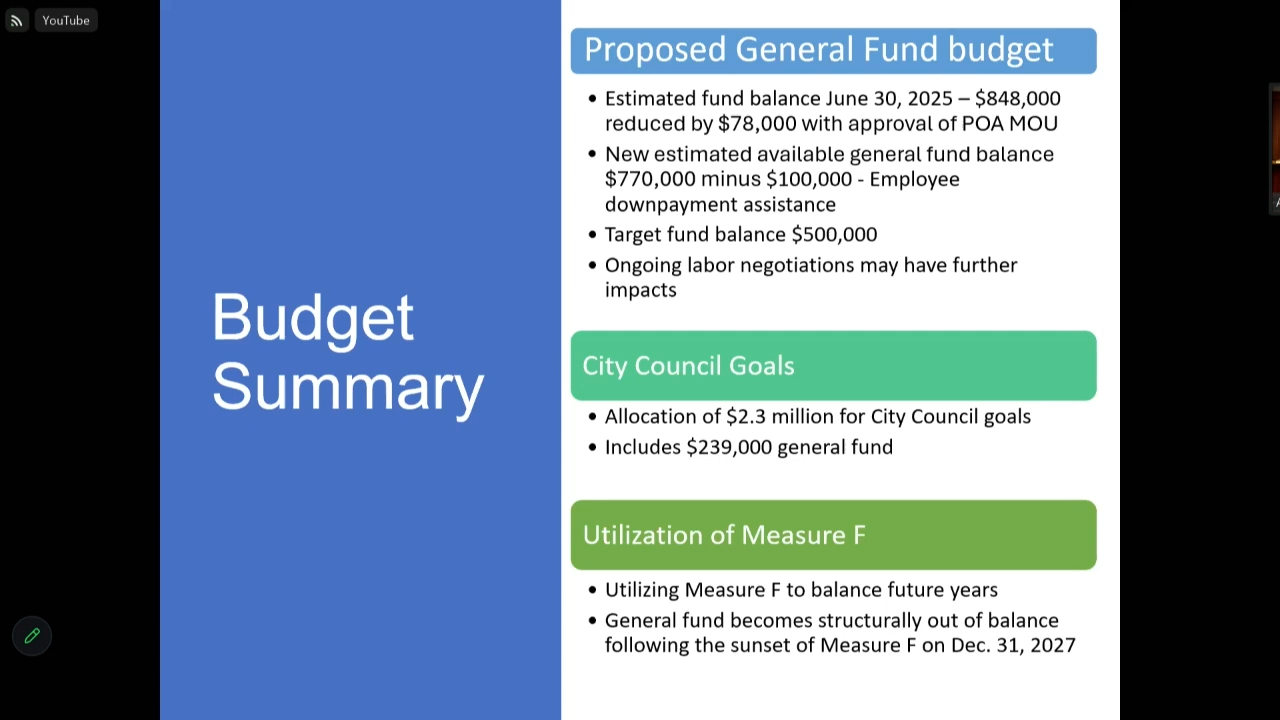 YouTube
Budget
Summary
Proposed General Fund budget
• Estimated fund balance June 30, 2025 – $848,000
reduced by $78,000 with approval of POA MOU
• New estimated available general fund balance
$770,000 minus $100,000 - Employee
downpayment assistance
• Target fund balance $500,000
• Ongoing labor negotiations may have further
impacts
City Council Goals
• Allocation of $2.3 million for City Council goals
• Includes $239,000 general fund
Utilization of Measure F
• Utilizing Measure F to balance future years
• General fund becomes structurally out of balance
following the sunset of Measure F on Dec. 31, 2027